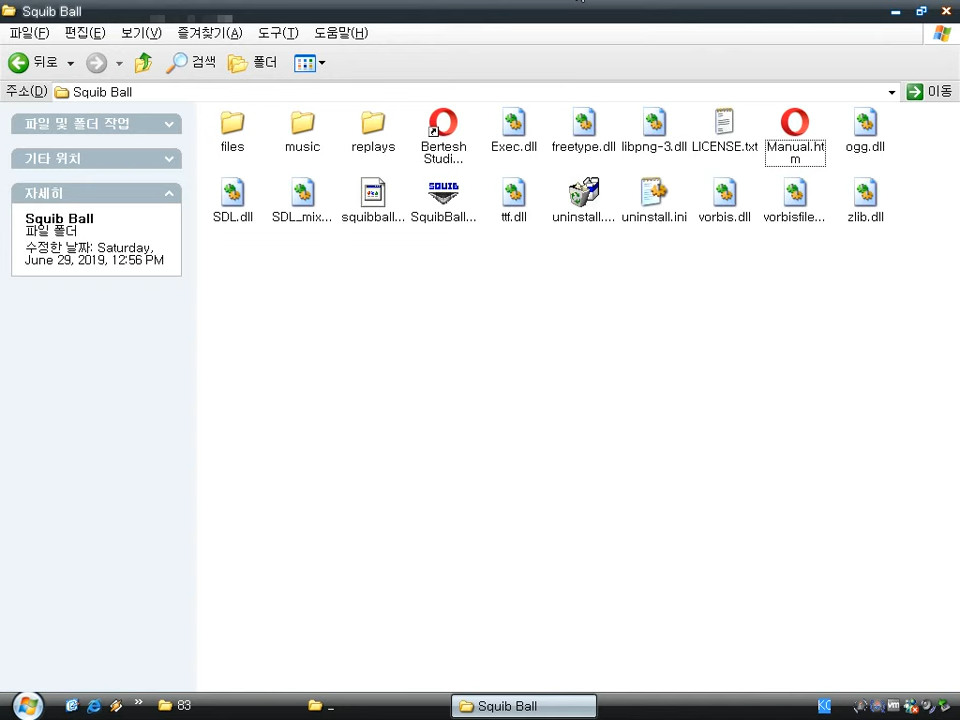 Squib Ball
파일(F) 편집(E) 보기(V) 즐겨찾기(A) 도구(T) 도움말(H)
뒤로 검색 폴더
주소(D) Squib Ball 이동
파일 및 폴더 작업
기타 위치
자세히
Squib Ball
파일 폴더
수정한 날짜: Saturday,
June 29, 2019, 12:56 PM
files
music
replays
Bertesh
Studi...
Exec.dll
freetype.dll
libpng-3.dll
LICENSE.txt
Manual.ht
m
ogg.dll
SDL.dll
SDL_mix...
squibball...
SQUIB
SquibBall...
ttf.dll
uninstall....
uninstall.ini
vorbis.dll
vorbisfile...
zlib.dll
83
_
Squib Ball
KC